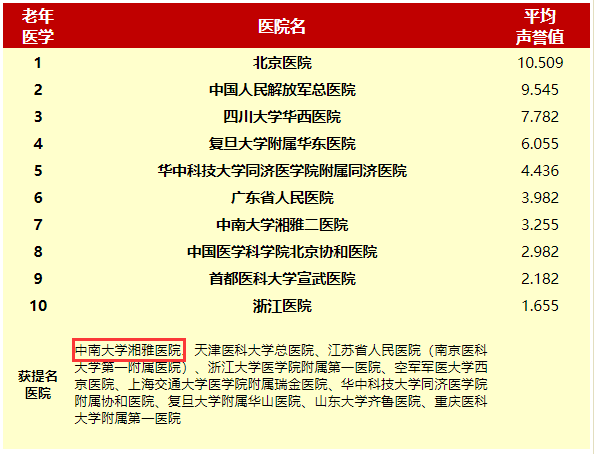 老年
医学
医院名
平均
声誉值
1 北京医院 10.509
2 中国人民解放军总医院 9.545
3 四川大学华西医院 7.782
4 复旦大学附属华东医院 6.055
5 华中科技大学同济医学院附属同济医院 4.436
6 广东省人民医院 3.982
7 中南大学湘雅二医院 3.255
8 中国医学科学院北京协和医院 2.982
9 首都医科大学宣武医院 2.182
10 浙江医院 1.655
获提名
医院
中南大学湘雅医院、天津医科大学总医院、江苏省人民医院（南京医科
大学第一附属医院）、浙江大学医学院附属第一医院、空军军医大学西
京医院、上海交通大学医学院附属瑞金医院、华中科技大学同济医学院
附属协和医院、复旦大学附属华山医院、山东大学齐鲁医院、重庆医科
大学附属第一医院